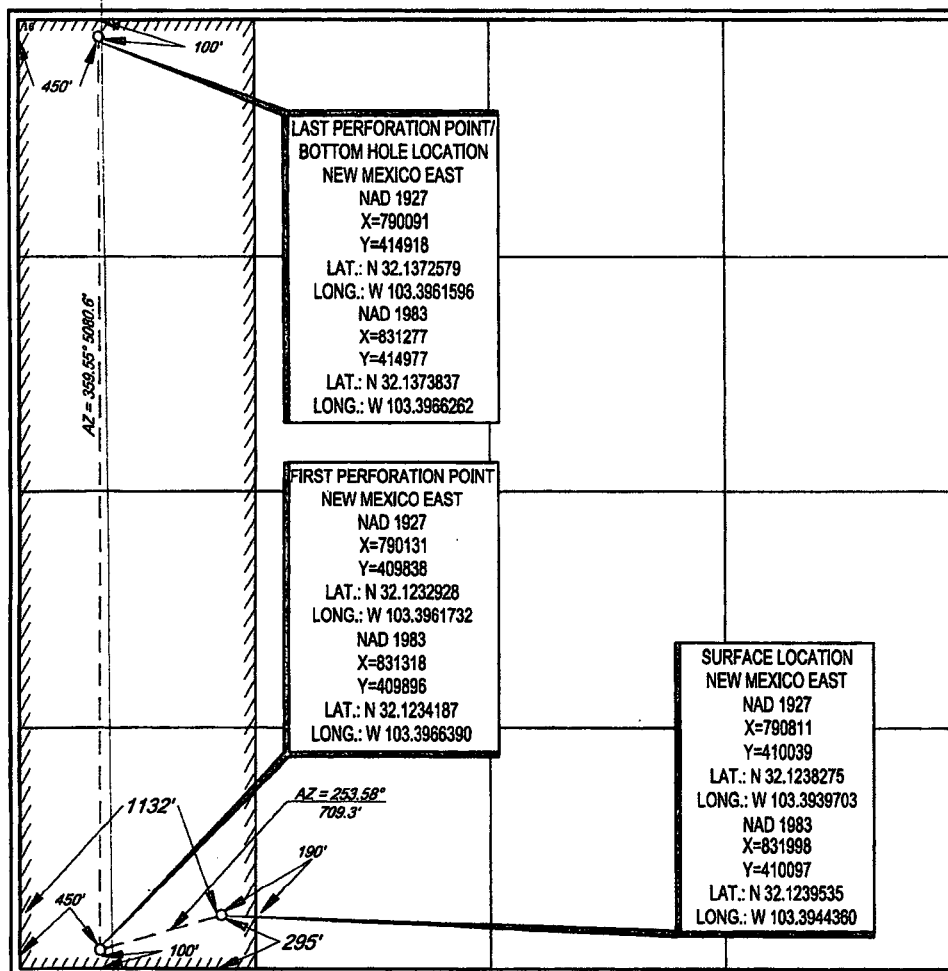 100'
450'
LAST PERFORATION POINT/
BOTTOM HOLE LOCATION
NEW MEXICO EAST
NAD 1927
X=790091
Y=414918
LAT.: N 32.1372579
LONG.: W 103.3961596
NAD 1983
X=831277
Y=414977
LAT.: N 32.1373837
LONG.: W 103.3966262
AZ = 359.55° 5080.6'
FIRST PERFORATION POINT
NEW MEXICO EAST
NAD 1927
X=790131
Y=409838
LAT.: N 32.1232928
LONG.: W 103.3961732
NAD 1983
X=831318
Y=409896
LAT.: N 32.1234187
LONG.: W 103.3966390
SURFACE LOCATION
NEW MEXICO EAST
NAD 1927
X=790811
Y=410039
LAT.: N 32.1238275
LONG.: W 103.3939703
NAD 1983
X=831998
Y=410097
LAT.: N 32.1239535
LONG.: W 103.3944360
1132'
AZ = 253.58°
709.3'
190'
450'
100'
295'